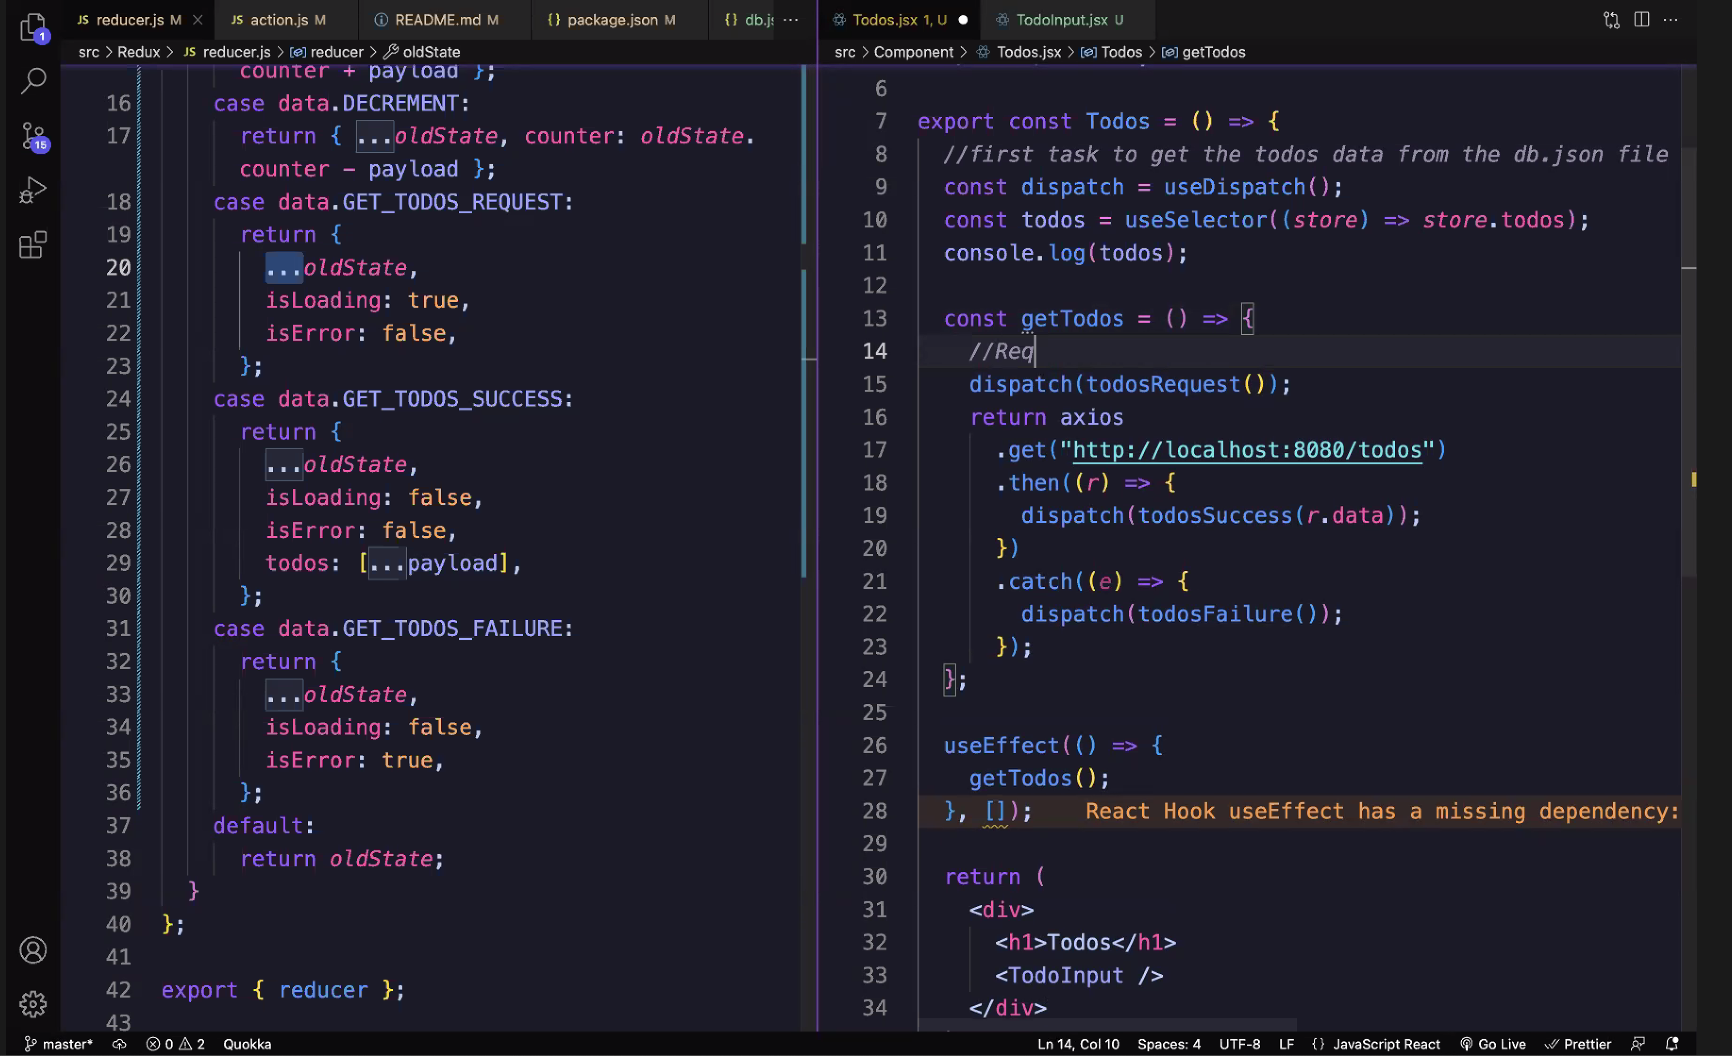 reducer.js M
action.js M
README.md M
package.json M
db.js
Todos.jsx 1, U
TodoInput.jsx U
1
15
src > Redux > JS reducer.js > reducer > oldState
counter + payload };
16 case data.DECREMENT:
17 return { ...oldState, counter: oldState.
counter - payload };
18 case data.GET_TODOS_REQUEST:
19 return {
20 ...oldState,
21 isLoading: true,
22 isError: false,
23 };
24 case data.GET_TODOS_SUCCESS:
25 return {
26 ...oldState,
27 isLoading: false,
28 isError: false,
29 todos: [...payload],
30 };
31 case data.GET_TODOS_FAILURE:
32 return {
33 ...oldState,
34 isLoading: false,
35 isError: true,
36 };
37 default:
38 return oldState;
39 }
40 };
41
42 export { reducer };
43
src > Component > Todos.jsx > Todos > getTodos
6
7 export const Todos = () => {
8 //first task to get the todos data from the db.json file
9 const dispatch = useDispatch();
10 const todos = useSelector((store) => store.todos);
11 console.log(todos);
12
13 const getTodos = () => {
14 //Req
15 dispatch(todosRequest());
16 return axios
17 .get("http://localhost:8080/todos")
18 .then((r) => {
19 dispatch(todosSuccess(r.data));
20 })
21 .catch((e) => {
22 dispatch(todosFailure());
23 });
24 };
25
26 useEffect(() => {
27 getTodos();
28 }, []); React Hook useEffect has a missing dependency:
29
30 return (
31 <div>
32 <h1>Todos</h1>
33 <TodoInput />
34 </div>
master* 0 2 Quokka Ln 14, Col 10 Spaces: 4 UTF-8 LF {} JavaScript React Go Live Prettier